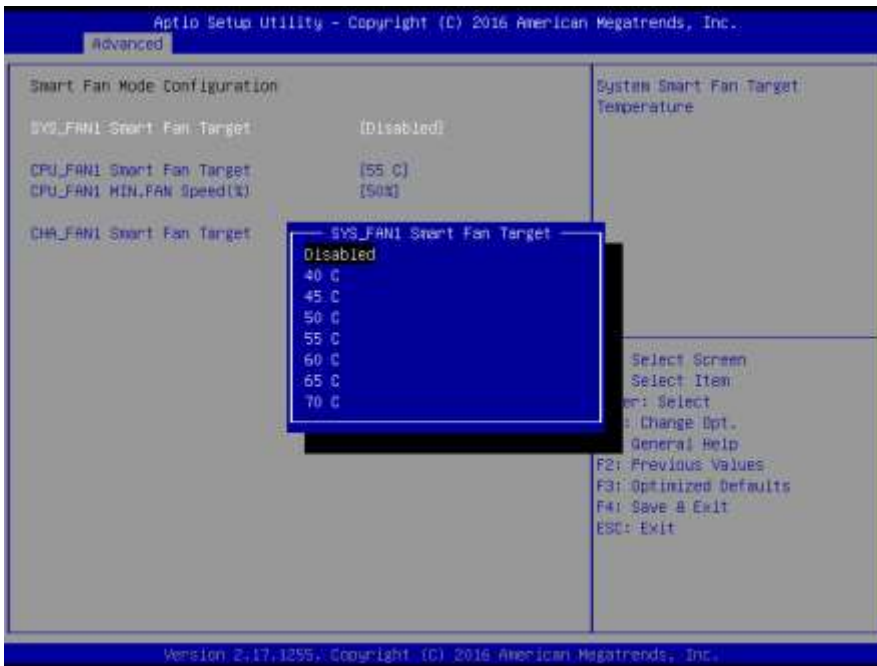 Aptio Setup Utility - Copyright (C) 2016 American Megatrends, Inc.
Advanced
Smart Fan Mode Configuration
SYS_FAN1 Smart Fan Target [Disabled]
CPU_FAN1 Smart Fan Target [55 C]
CPU_FAN1 MIN.FAN Speed(%) [50%]
CHA_FAN1 Smart Fan Target
SYS_FAN1 Smart Fan Target
Disabled
40 C
45 C
50 C
55 C
60 C
65 C
70 C
System Smart Fan Target
Temperature
Select Screen
Select Item
er: Select
: Change Opt.
General Help
F2: Previous Values
F3: Optimized Defaults
F4: Save & Exit
ESC: Exit
Version 2.17.1255. Copyright (C) 2016 American Megatrends, Inc.